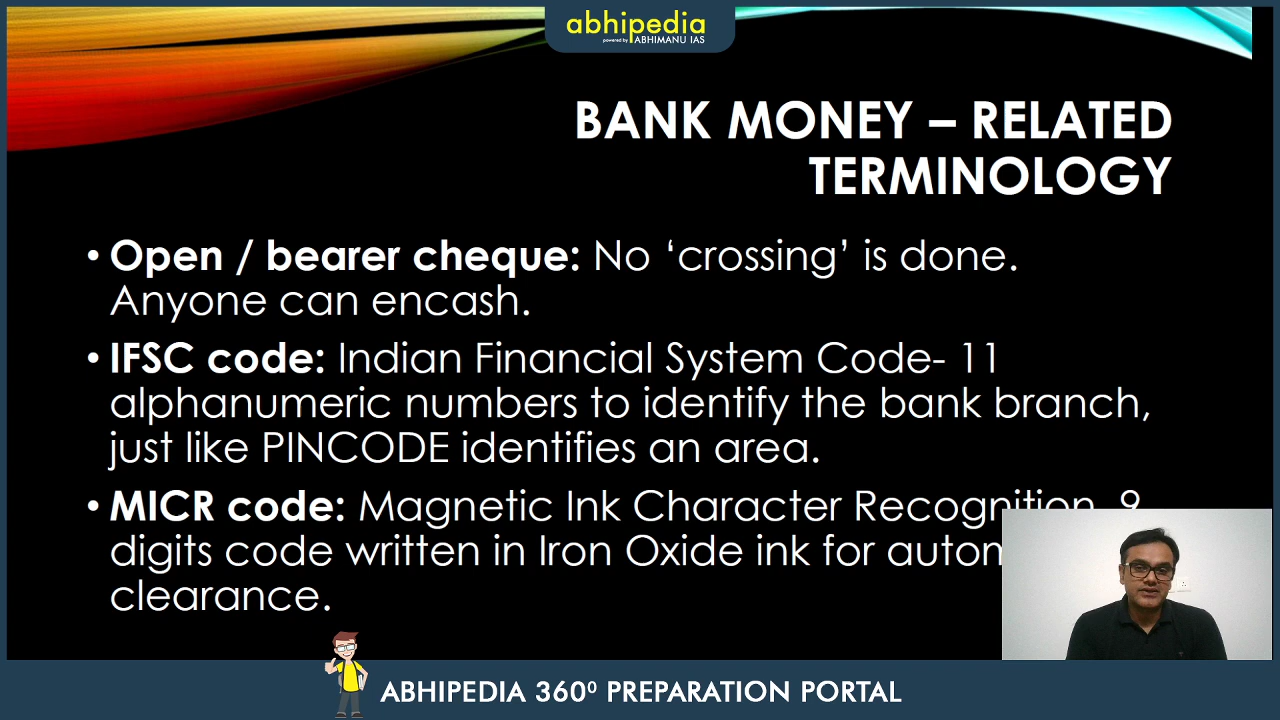 abhipedia
powered by ABHIMANU IAS
BANK MONEY – RELATED
TERMINOLOGY
• Open / bearer cheque: No ‘crossing’ is done.
Anyone can encash.
• IFSC code: Indian Financial System Code- 11
alphanumeric numbers to identify the bank branch,
just like PINCODE identifies an area.
• MICR code: Magnetic Ink Character Recognition 9
digits code written in Iron Oxide ink for
clearance.
ABHIPEDIA 360⁰ PREPARATION PORTAL